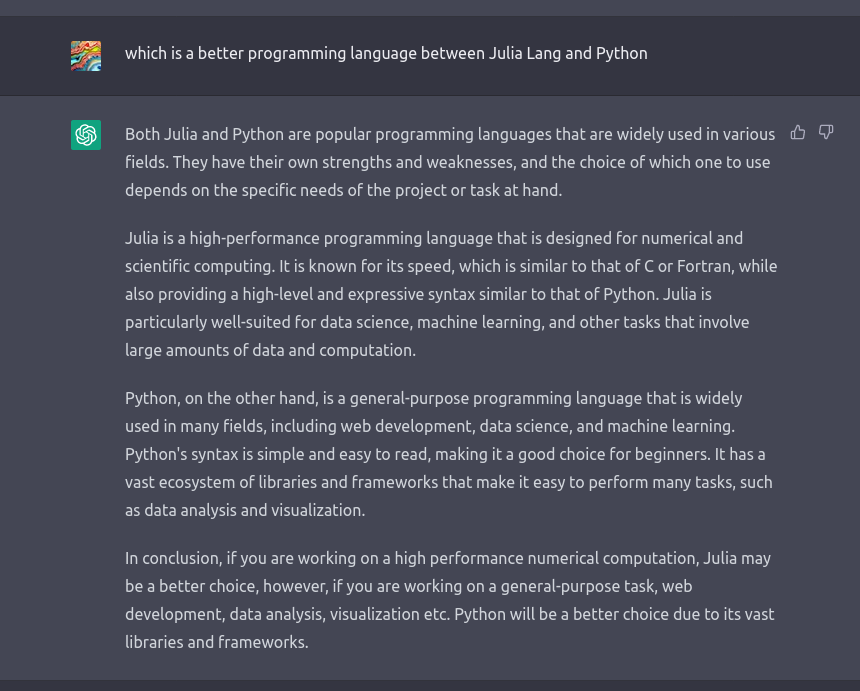 which is a better programming language between Julia Lang and Python
Both Julia and Python are popular programming languages that are widely used in various
fields. They have their own strengths and weaknesses, and the choice of which one to use
depends on the specific needs of the project or task at hand.
Julia is a high-performance programming language that is designed for numerical and
scientific computing. It is known for its speed, which is similar to that of C or Fortran, while
also providing a high-level and expressive syntax similar to that of Python. Julia is
particularly well-suited for data science, machine learning, and other tasks that involve
large amounts of data and computation.
Python, on the other hand, is a general-purpose programming language that is widely
used in many fields, including web development, data science, and machine learning.
Python's syntax is simple and easy to read, making it a good choice for beginners. It has a
vast ecosystem of libraries and frameworks that make it easy to perform many tasks, such
as data analysis and visualization.
In conclusion, if you are working on a high performance numerical computation, Julia may
be a better choice, however, if you are working on a general-purpose task, web
development, data analysis, visualization etc. Python will be a better choice due to its vast
libraries and frameworks.